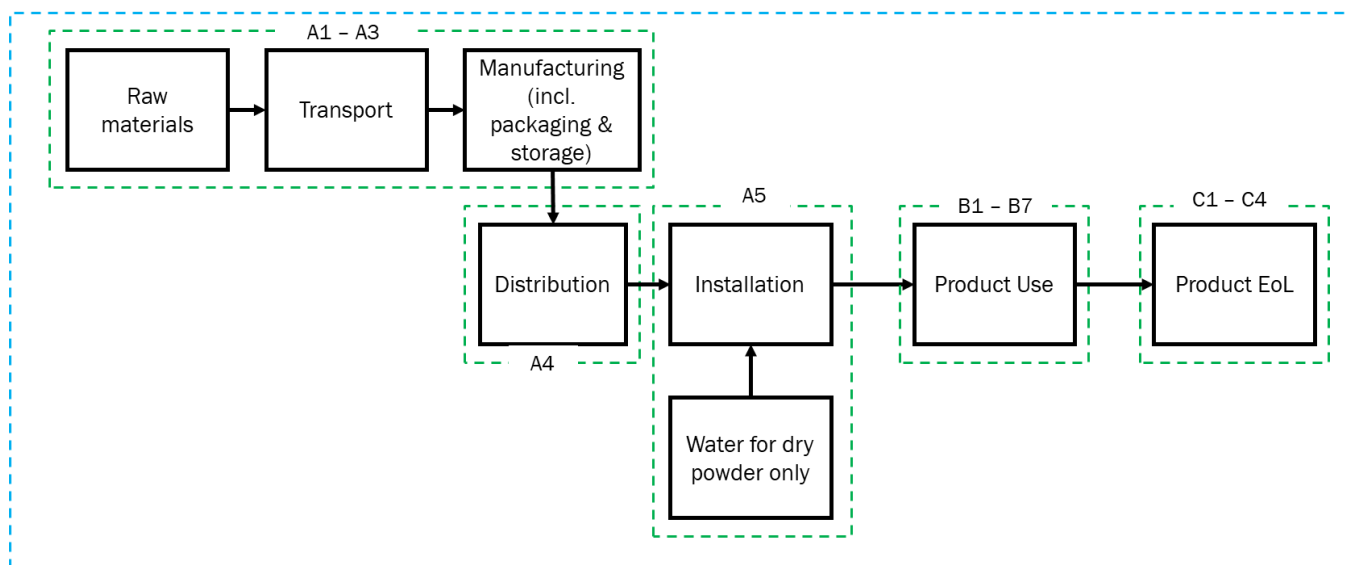 A1 – A3
Raw
materials
Transport
Manufacturing
(incl.
packaging &
storage)
A5
B1 – B7
C1 – C4
Distribution
Installation
Product Use
Product EoL
A4
Water for dry
powder only